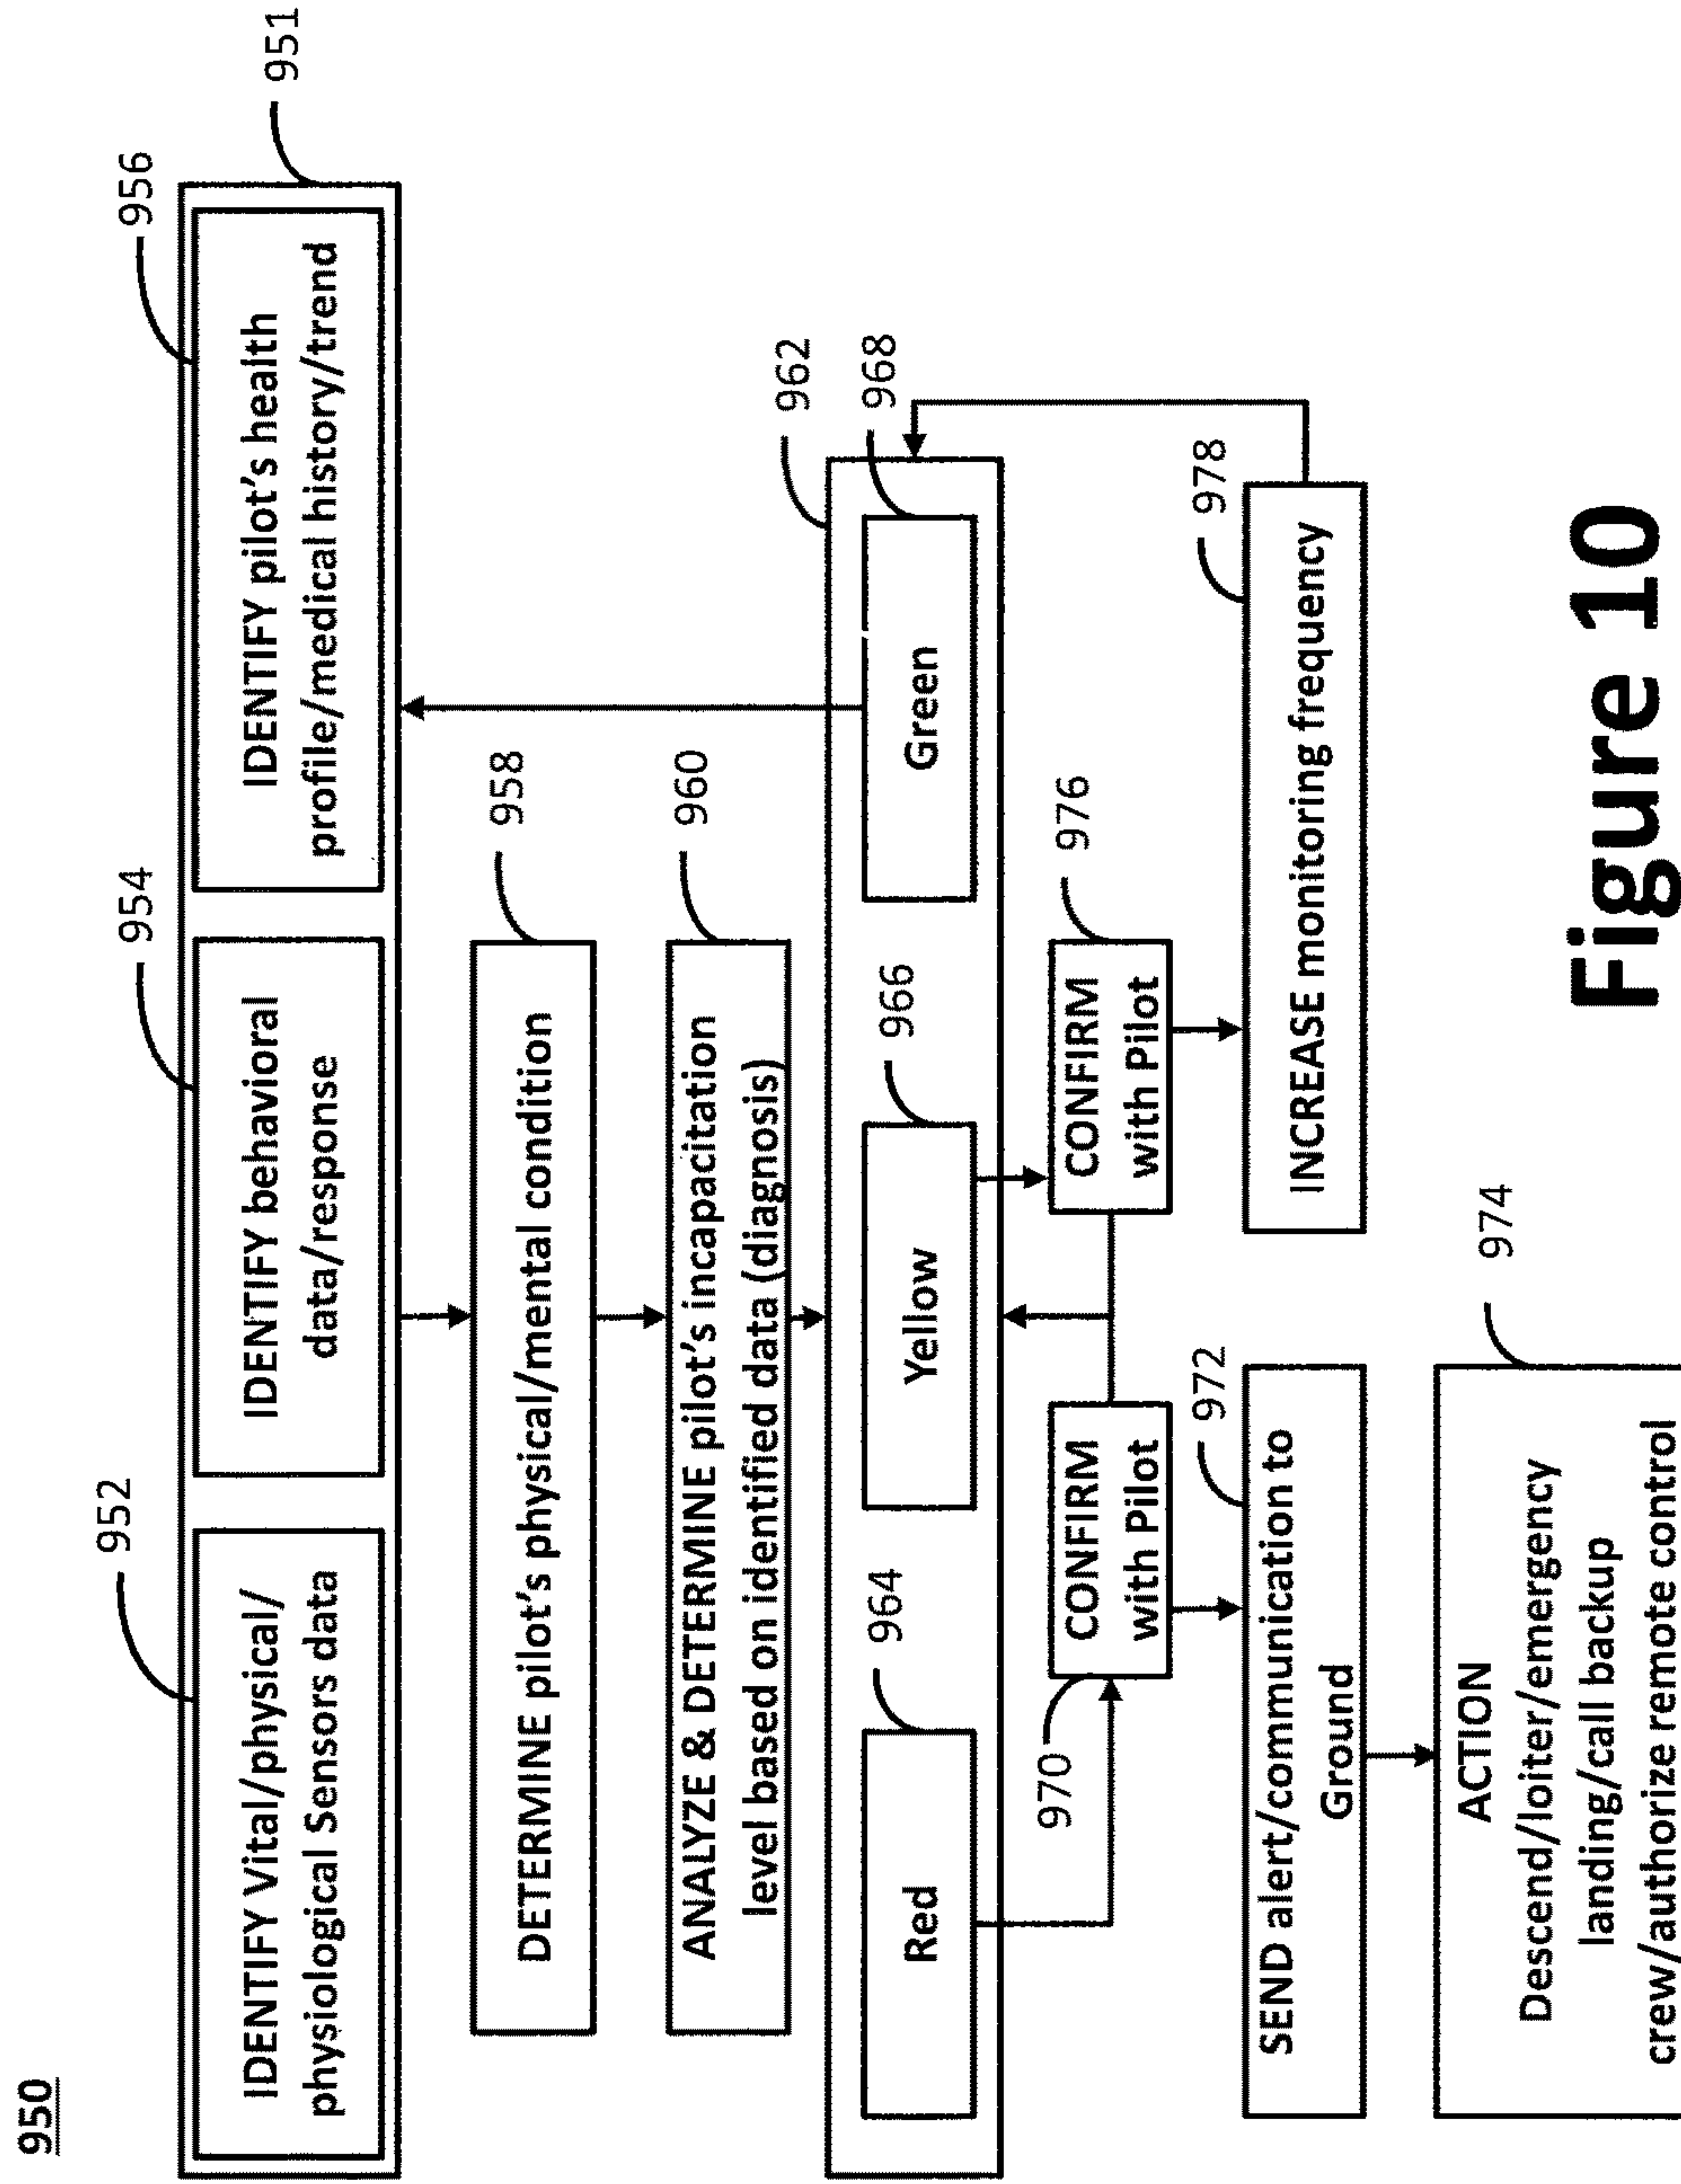 950
951
952
IDENTIFY Vital/physical/
physiological Sensors data
954
IDENTIFY behavioral
data/response
956
IDENTIFY pilot's health
profile/medical history/trend
958
DETERMINE pilot's physical/mental condition
960
ANALYZE & DETERMINE pilot's incapacitation
level based on identified data (diagnosis)
962
964
Red
966
Yellow
968
Green
970
CONFIRM
with Pilot
976
CONFIRM
with Pilot
972
SEND alert/communication to
Ground
978
INCREASE monitoring frequency
974
ACTION
Descend/loiter/emergency
landing/call backup
crew/authorize remote control
Figure 10